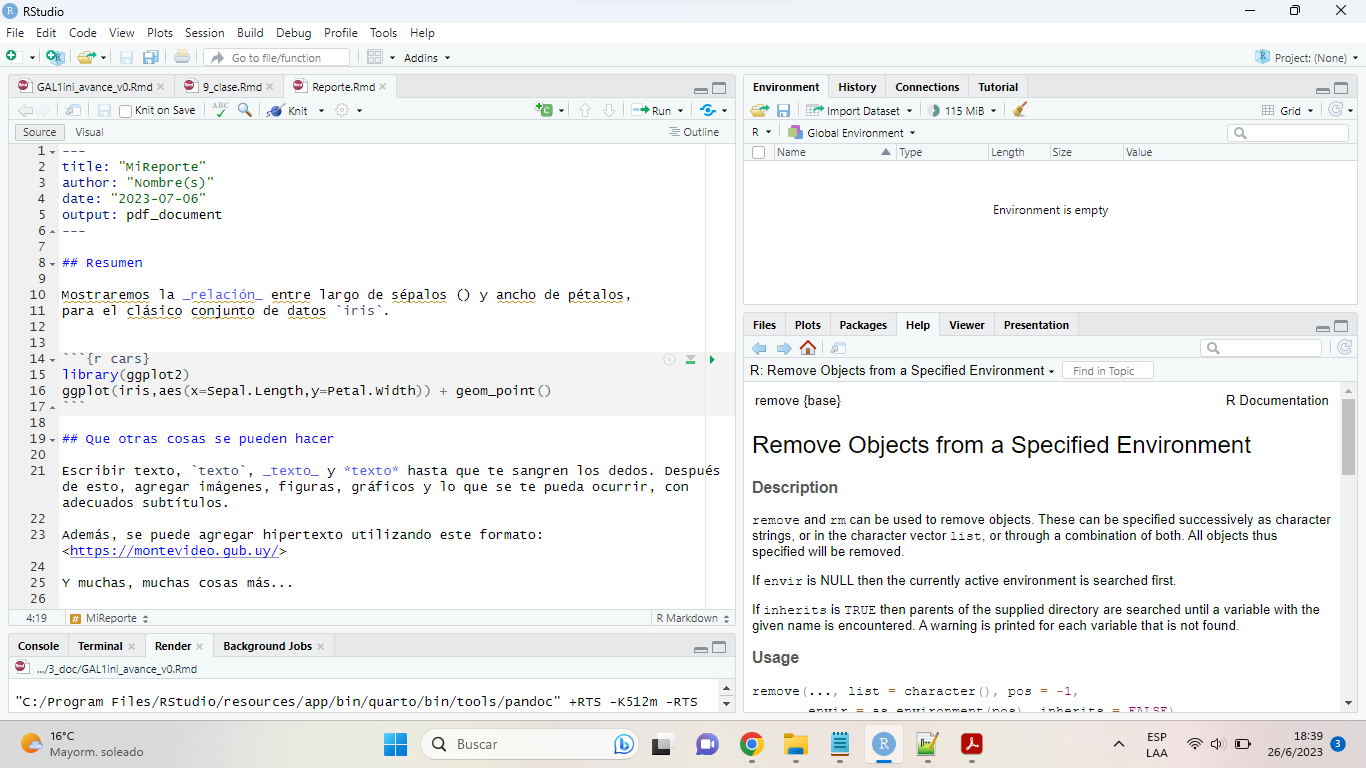 RStudio
File Edit Code View Plots Session Build Debug Profile Tools Help
Go to file/function Addins Project: (None)
GAL1ini_avance_v0.Rmd 9_clase.Rmd Reporte.Rmd
Knit on Save ABC Knit Run
Source Visual Outline
1 ---
2 title: "MiReporte"
3 author: "Nombre(s)"
4 date: "2023-07-06"
5 output: pdf_document
6 ---
7
8 ## Resumen
9
10 Mostraremos la _relación_ entre largo de sépalos () y ancho de pétalos,
11 para el clásico conjunto de datos `iris`.
12
13
14 ```{r cars}
15 library(ggplot2)
16 ggplot(iris,aes(x=Sepal.Length,y=Petal.Width)) + geom_point()
17 ```
18
19 ## Que otras cosas se pueden hacer
20
21 Escribir texto, `texto`, _texto_ y *texto* hasta que te sangren los dedos. Después
de esto, agregar imágenes, figuras, gráficos y lo que se te pueda ocurrir, con
adecuados subtítulos.
22
23 Además, se puede agregar hipertexto utilizando este formato:
<https://montevideo.gub.uy/>
24
25 Y muchas, muchas cosas más...
26
4:19 # MiReporte R Markdown
Console Terminal Render Background Jobs
.../3_doc/GAL1ini_avance_v0.Rmd
"C:/Program Files/RStudio/resources/app/bin/quarto/bin/tools/pandoc" +RTS -K512m -RTS
Environment History Connections Tutorial
Import Dataset 115 MiB Grid
R Global Environment
Name Type Length Size Value
Environment is empty
Files Plots Packages Help Viewer Presentation
R: Remove Objects from a Specified Environment Find in Topic
remove {base} R Documentation
Remove Objects from a Specified Environment
Description
remove and rm can be used to remove objects. These can be specified successively as character
strings, or in the character vector list, or through a combination of both. All objects thus
specified will be removed.
If envir is NULL then the currently active environment is searched first.
If inherits is TRUE then parents of the supplied directory are searched until a variable with the
given name is encountered. A warning is printed for each variable that is not found.
Usage
remove(..., list = character(), pos = -1,
envir = as.environment(pos), inherits = FALSE)
16°C
Mayorm. soleado
Buscar
ESP
LAA
18:39
26/6/2023
3